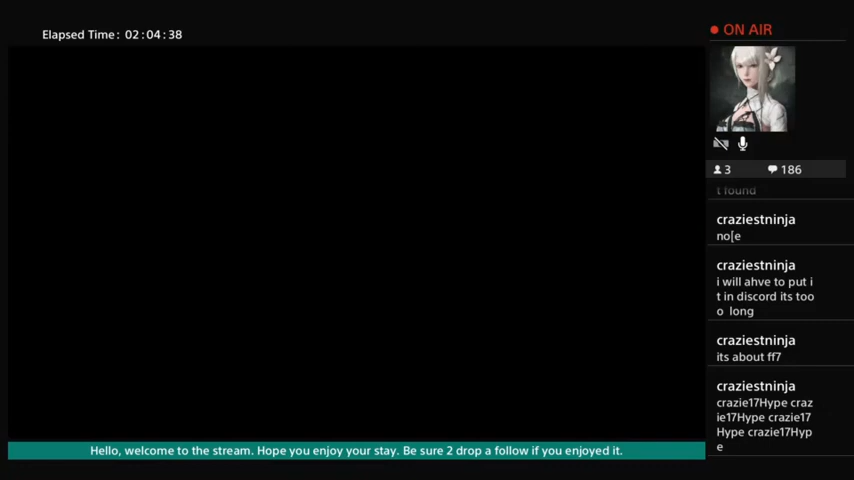 Elapsed Time: 02:04:38
ON AIR
3 186
t found
craziestninja
no[e
craziestninja
i will ahve to put i
t in discord its too
o long
craziestninja
its about ff7
craziestninja
crazie17Hype craz
ie17Hype crazie17
Hype crazie17Hyp
e
Hello, welcome to the stream. Hope you enjoy your stay. Be sure 2 drop a follow if you enjoyed it.